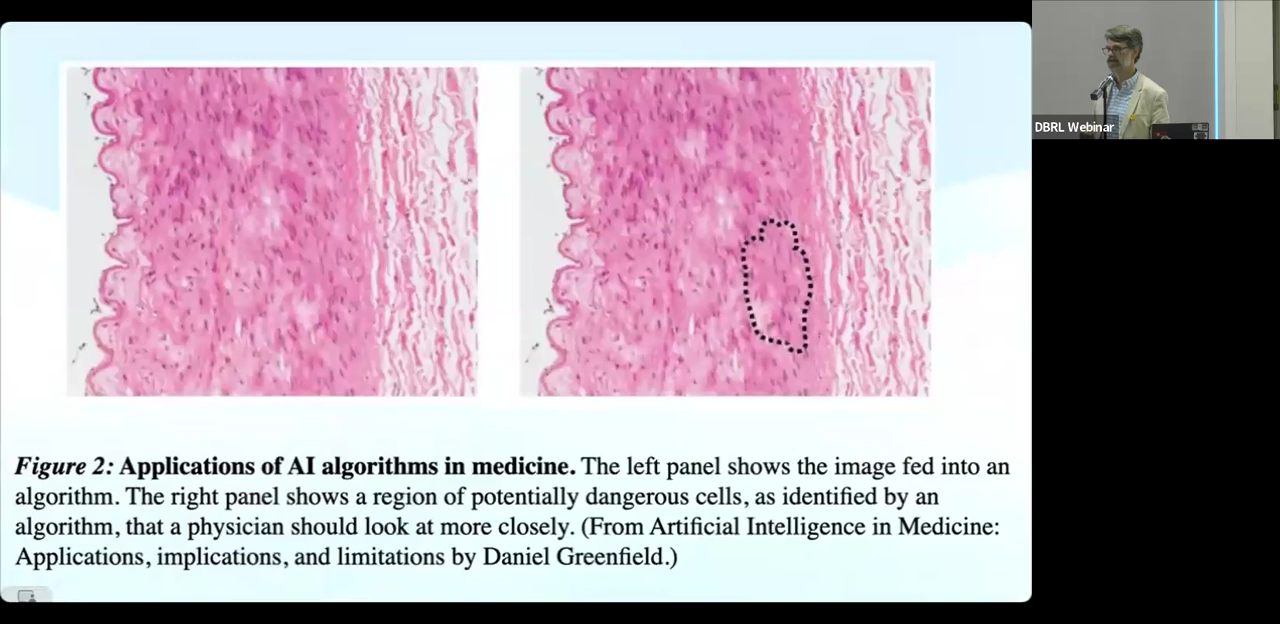 DBRL Webinar
Figure 2: Applications of AI algorithms in medicine. The left panel shows the image fed into an
algorithm. The right panel shows a region of potentially dangerous cells, as identified by an
algorithm, that a physician should look at more closely. (From Artificial Intelligence in Medicine:
Applications, implications, and limitations by Daniel Greenfield.)